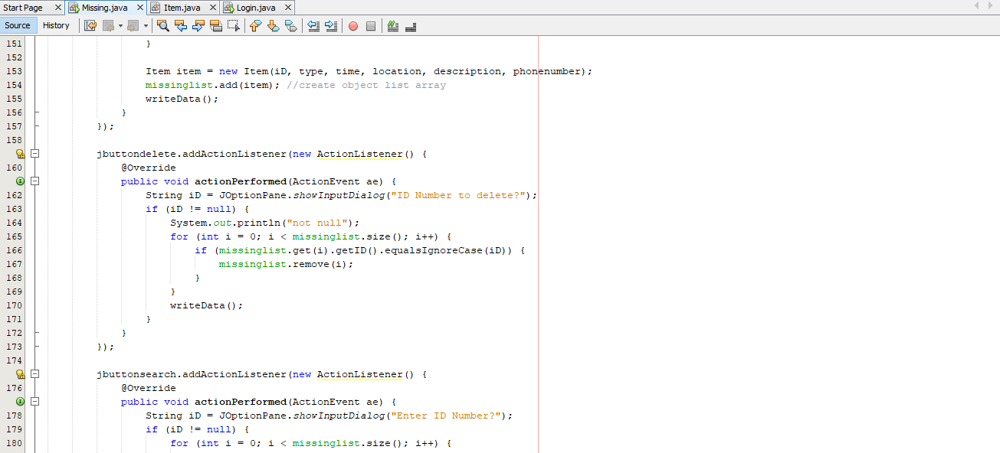 Start Page Missing.java Item.java Login.java
Source History
151 }
152
153 Item item = new Item(iD, type, time, location, description, phonenumber);
154 missinglist.add(item); //create object list array
155 writeData();
156 }
157 });
158
jbuttondelete.addActionListener(new ActionListener() {
160 @Override
public void actionPerformed(ActionEvent ae) {
162 String iD = JOptionPane.showInputDialog("ID Number to delete?");
163 if (iD != null) {
164 System.out.println("not null");
165 for (int i = 0; i < missinglist.size(); i++) {
166 if (missinglist.get(i).getID().equalsIgnoreCase(iD)) {
167 missinglist.remove(i);
168 }
169 }
170 writeData();
171 }
172 }
173 });
174
jbuttonsearch.addActionListener(new ActionListener() {
176 @Override
public void actionPerformed(ActionEvent ae) {
178 String iD = JOptionPane.showInputDialog("Enter ID Number?");
179 if (iD != null) {
180 for (int i = 0; i < missinglist.size(); i++) {